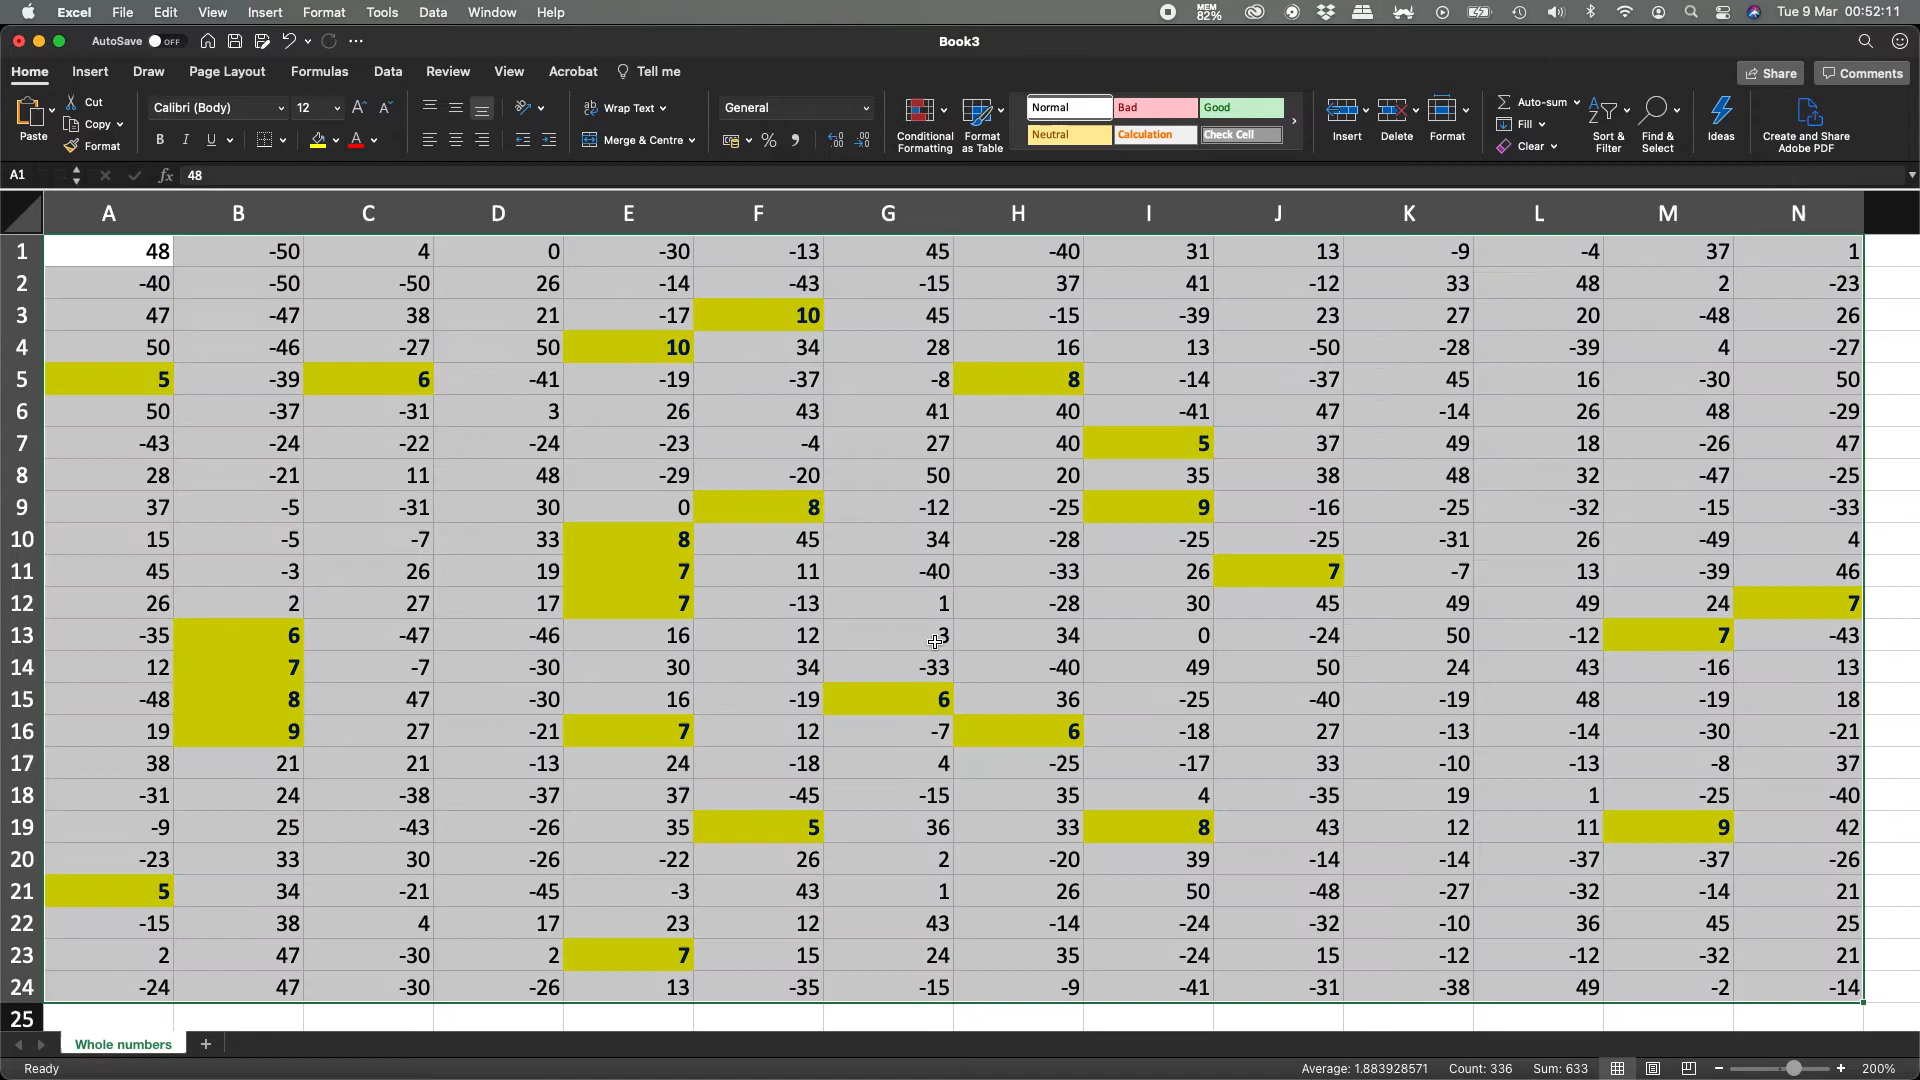 Excel File Edit View Insert Format Tools Data Window Help MEM 82% Tue 9 Mar 00:52:11
AutoSave OFF Book3
Home Insert Draw Page Layout Formulas Data Review View Acrobat Tell me Share Comments
Paste Cut Copy Format
Calibri (Body) 12 A A
B I U A
Wrap Text
Merge & Centre
General
Conditional Formatting Format as Table
Normal Bad Good
Neutral Calculation Check Cell
Insert Delete Format
Auto-sum
Fill
Clear
Sort & Filter Find & Select Ideas Create and Share Adobe PDF
A1 fx 48
A B C D E F G H I J K L M N
1 48 -50 4 0 -30 -13 45 -40 31 13 -9 -4 37 1
2 -40 -50 -50 26 -14 -43 -15 37 41 -12 33 48 2 -23
3 47 -47 38 21 -17 10 45 -15 -39 23 27 20 -48 26
4 50 -46 -27 50 10 34 28 16 13 -50 -28 -39 4 -27
5 5 -39 6 -41 -19 -37 -8 8 -14 -37 45 16 -30 50
6 50 -37 -31 3 26 43 41 40 -41 47 -14 26 48 -29
7 -43 -24 -22 -24 -23 -4 27 40 5 37 49 18 -26 47
8 28 -21 11 48 -29 -20 50 20 35 38 48 32 -47 -25
9 37 -5 -31 30 0 8 -12 -25 9 -16 -25 -32 -15 -33
10 15 -5 -7 33 8 45 34 -28 -25 -25 -31 26 -49 4
11 45 -3 26 19 7 11 -40 -33 26 7 -7 13 -39 46
12 26 2 27 17 7 -13 1 -28 30 45 49 49 24 7
13 -35 6 -47 -46 16 12 3 34 0 -24 50 -12 7 -43
14 12 7 -7 -30 30 34 -33 -40 49 50 24 43 -16 13
15 -48 8 47 -30 16 -19 6 36 -25 -40 -19 48 -19 18
16 19 9 27 -21 7 12 -7 6 -18 27 -13 -14 -30 -21
17 38 21 21 -13 24 -18 4 -25 -17 33 -10 -13 -8 37
18 -31 24 -38 -37 37 -45 -15 35 4 -35 19 1 -25 -40
19 -9 25 -43 -26 35 5 36 33 8 43 12 11 9 42
20 -23 33 30 -26 -22 26 2 -20 39 -14 -14 -37 -37 -26
21 5 34 -21 -45 -3 43 1 26 50 -48 -27 -32 -14 21
22 -15 38 4 17 23 12 43 -14 -24 -32 -10 36 45 25
23 2 47 -30 2 7 15 24 35 -24 15 -12 -12 -32 21
24 -24 47 -30 -26 13 -35 -15 -9 -41 -31 -38 49 -2 -14
25
Whole numbers
Ready Average: 1.883928571 Count: 336 Sum: 633 200%